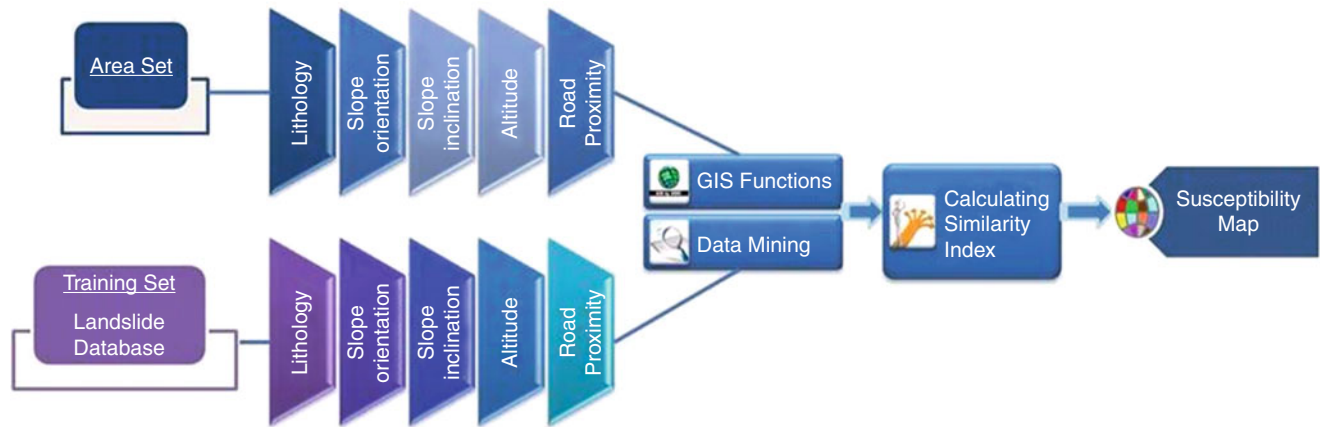 Area Set
Lithology
Slope
orientation
Slope
inclination
Altitude
Road
Proximity
GIS Functions
Data Mining
Calculating
Similarity
Index
Susceptibility
Map
Training Set
Landslide
Database
Lithology
Slope
orientation
Slope
inclination
Altitude
Road
Proximity